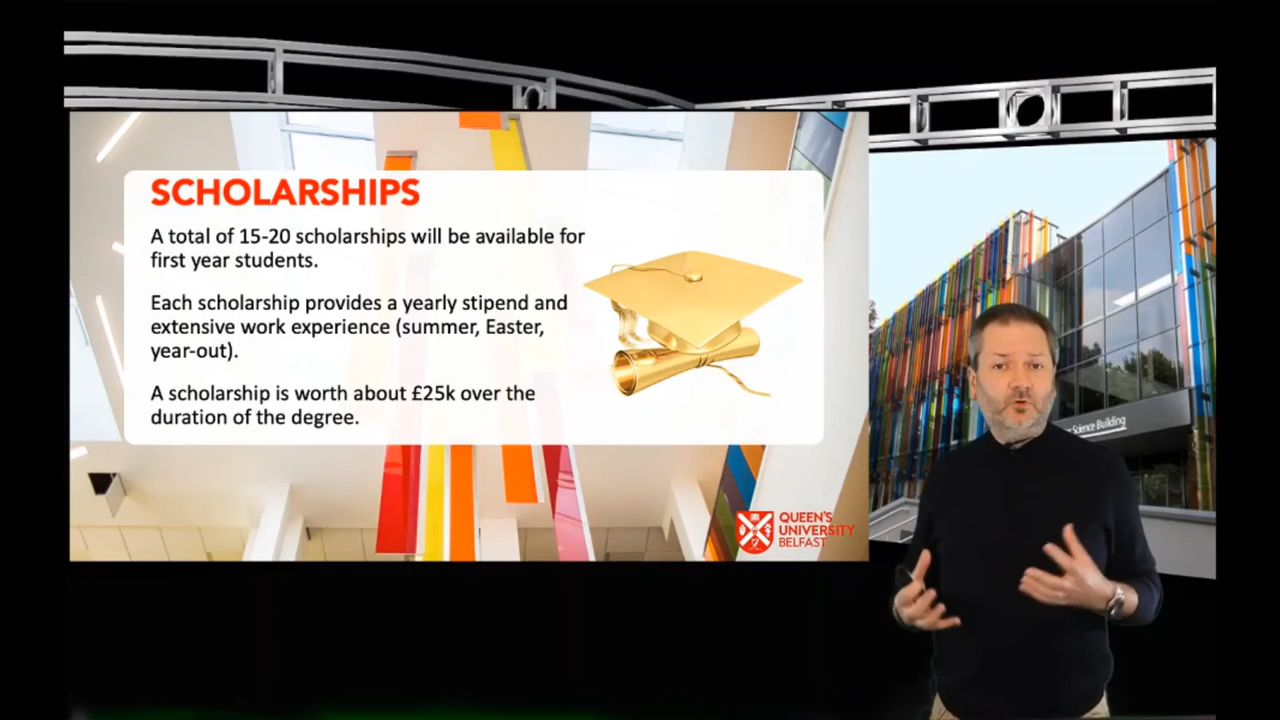 SCHOLARSHIPS
A total of 15-20 scholarships will be available for
first year students.
Each scholarship provides a yearly stipend and
extensive work experience (summer, Easter,
year-out).
A scholarship is worth about £25k over the
duration of the degree.
QUEEN'S
UNIVERSITY
BELFAST
Science Building